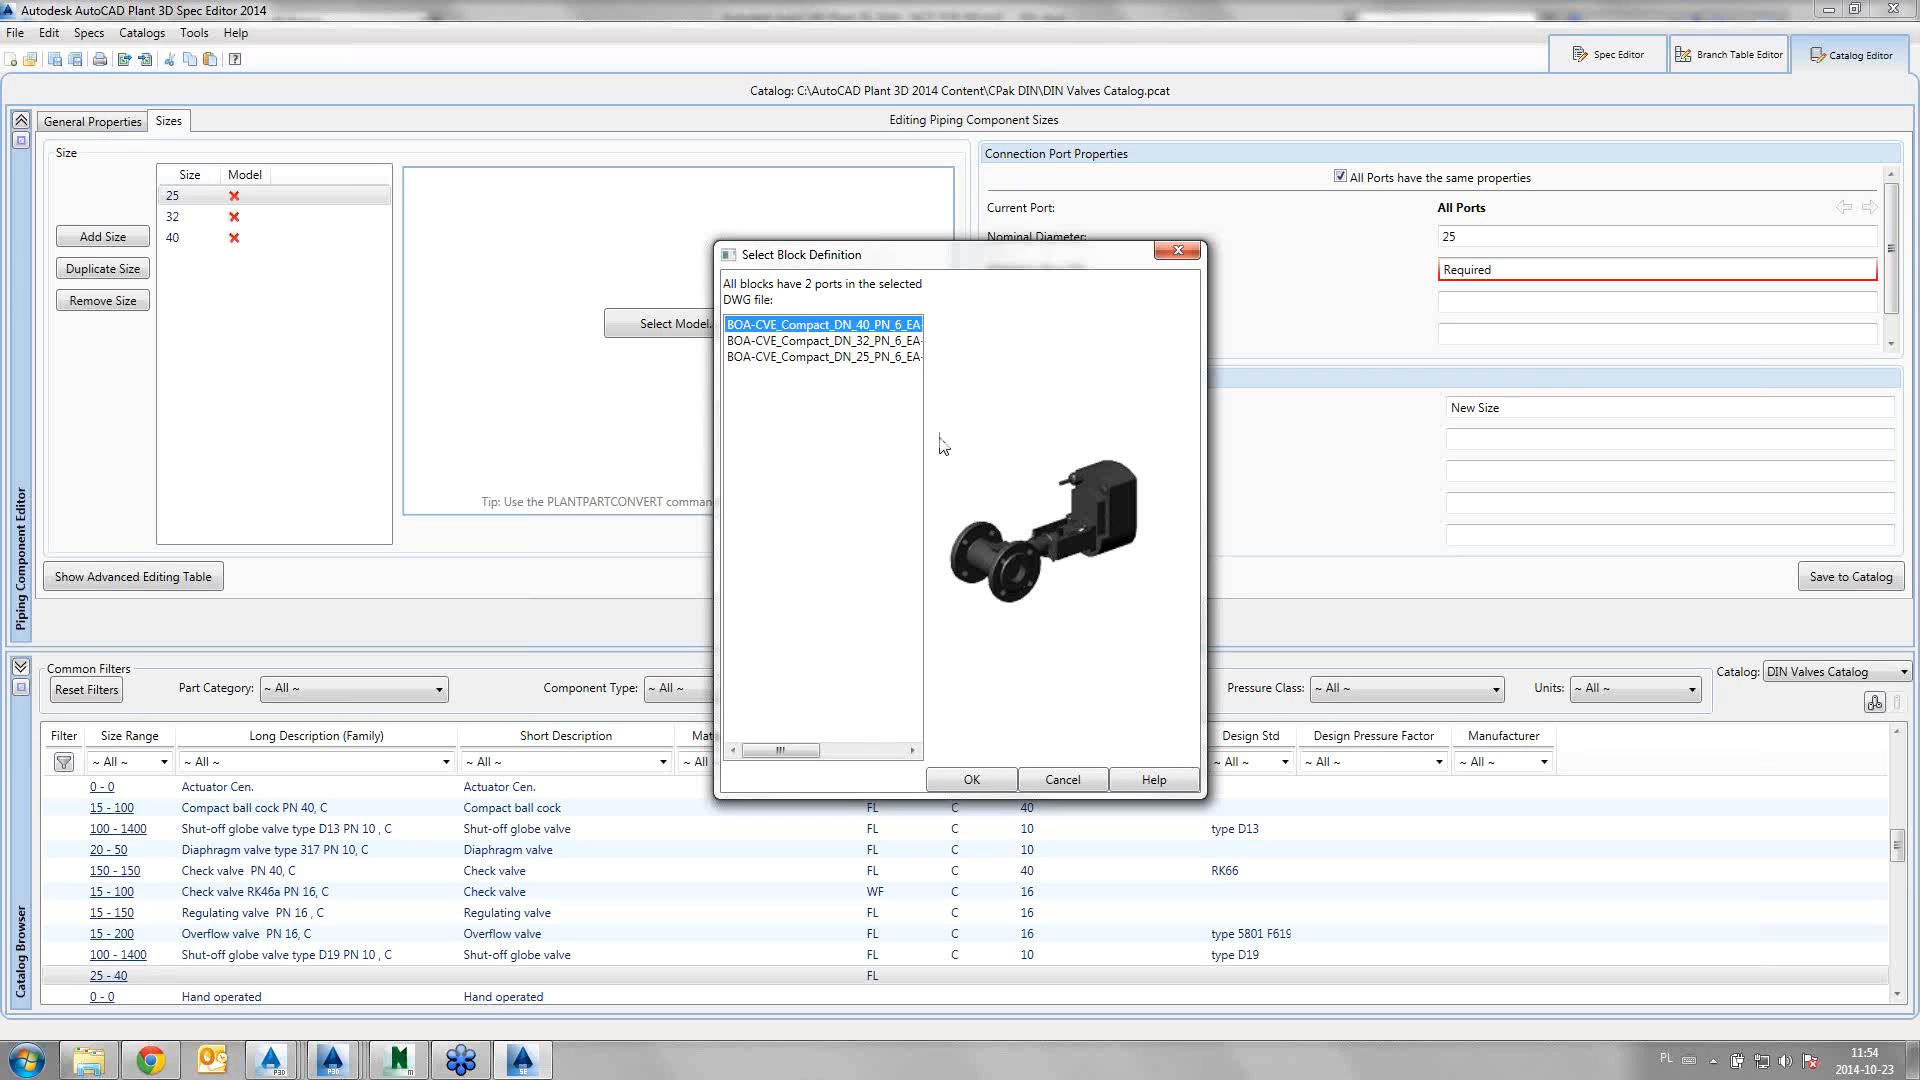 Autodesk AutoCAD Plant 3D Spec Editor 2014
File Edit Specs Catalogs Tools Help
Spec Editor
Branch Table Editor
Catalog Editor
Catalog: C:\AutoCAD Plant 3D 2014 Content\CPak DIN\DIN Valves Catalog.pcat
General Properties Sizes
Editing Piping Component Sizes
Piping Component Editor
Size
Size Model
25
32
40
Add Size
Duplicate Size
Remove Size
Select Model.
Tip: Use the PLANTPARTCONVERT comman
Show Advanced Editing Table
Connection Port Properties
All Ports have the same properties
Current Port: All Ports
Nominal Diameter: 25
Required
New Size
Save to Catalog
Select Block Definition
All blocks have 2 ports in the selected
DWG file:
BOA-CVE_Compact_DN_40_PN_6_EA-
BOA-CVE_Compact_DN_32_PN_6_EA-
BOA-CVE_Compact_DN_25_PN_6_EA-
OK Cancel Help
Catalog Browser
Common Filters
Reset Filters Part Category: ~ All ~ Component Type: ~ All ~ Pressure Class: ~ All ~ Units: ~ All ~
Catalog: DIN Valves Catalog
Filter Size Range Long Description (Family) Short Description Mat Design Std Design Pressure Factor Manufacturer
~ All ~ ~ All ~ ~ All ~ ~ All ~ All ~ ~ All ~ ~ All ~
0 - 0 Actuator Cen. Actuator Cen.
15 - 100 Compact ball cock PN 40, C Compact ball cock FL C 40
100 - 1400 Shut-off globe valve type D13 PN 10 , C Shut-off globe valve FL C 10 type D13
20 - 50 Diaphragm valve type 317 PN 10, C Diaphragm valve FL C 10
150 - 150 Check valve PN 40, C Check valve FL C 40 RK66
15 - 100 Check valve RK46a PN 16, C Check valve WF C 16
15 - 150 Regulating valve PN 16 , C Regulating valve FL C 16
15 - 200 Overflow valve PN 16, C Overflow valve FL C 16 type 5801 F619
100 - 1400 Shut-off globe valve type D19 PN 10 , C Shut-off globe valve FL C 10 type D19
25 - 40 FL
0 - 0 Hand operated Hand operated
P3D
P3D
SE
PL
11:54
2014-10-23